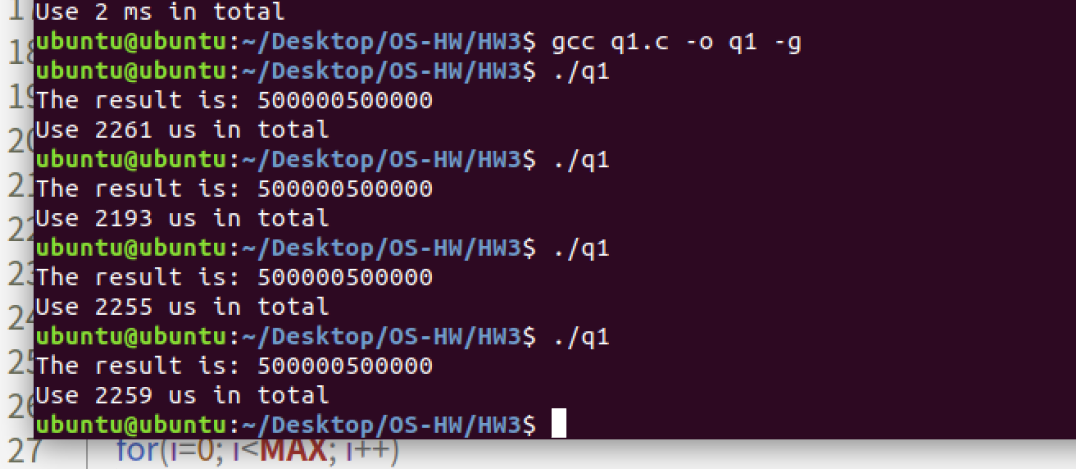 Use 2 ms in total
ubuntu@ubuntu:~/Desktop/OS-HW/HW3$ gcc q1.c -o q1 -g
18
ubuntu@ubuntu:~/Desktop/OS-HW/HW3$ ./q1
19
The result is: 500000500000
Use 2261 us in total
20
ubuntu@ubuntu:~/Desktop/OS-HW/HW3$ ./q1
21
The result is: 500000500000
Use 2193 us in total
22
ubuntu@ubuntu:~/Desktop/OS-HW/HW3$ ./q1
23
The result is: 500000500000
Use 2255 us in total
24
ubuntu@ubuntu:~/Desktop/OS-HW/HW3$ ./q1
25
The result is: 500000500000
Use 2259 us in total
26
ubuntu@ubuntu:~/Desktop/OS-HW/HW3$
27 for(i=0; i<MAX; i++)